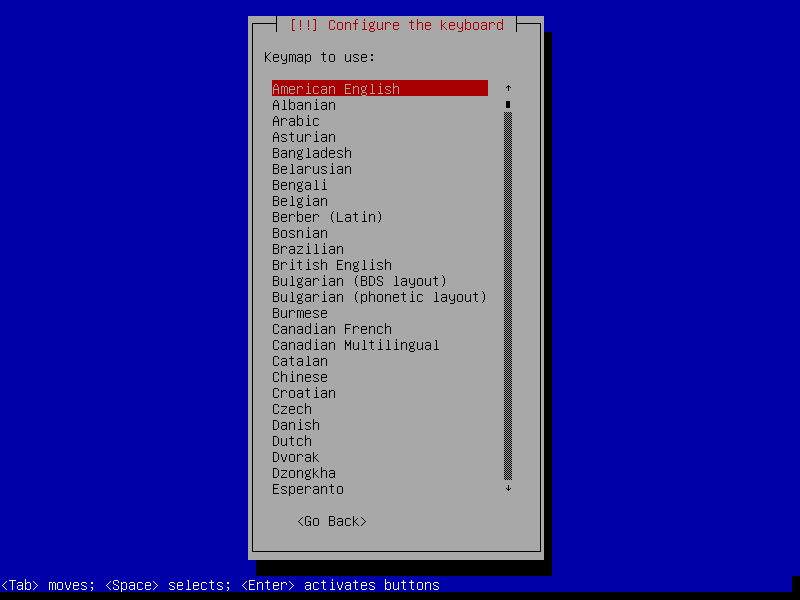 [!!] Configure the keyboard
Keymap to use:
American English
Albanian
Arabic
Asturian
Bangladesh
Belarusian
Bengali
Belgian
Berber (Latin)
Bosnian
Brazilian
British English
Bulgarian (BDS layout)
Bulgarian (phonetic layout)
Burmese
Canadian French
Canadian Multilingual
Catalan
Chinese
Croatian
Czech
Danish
Dutch
Dvorak
Dzongkha
Esperanto
<Go Back>
<Tab> moves; <Space> selects; <Enter> activates buttons